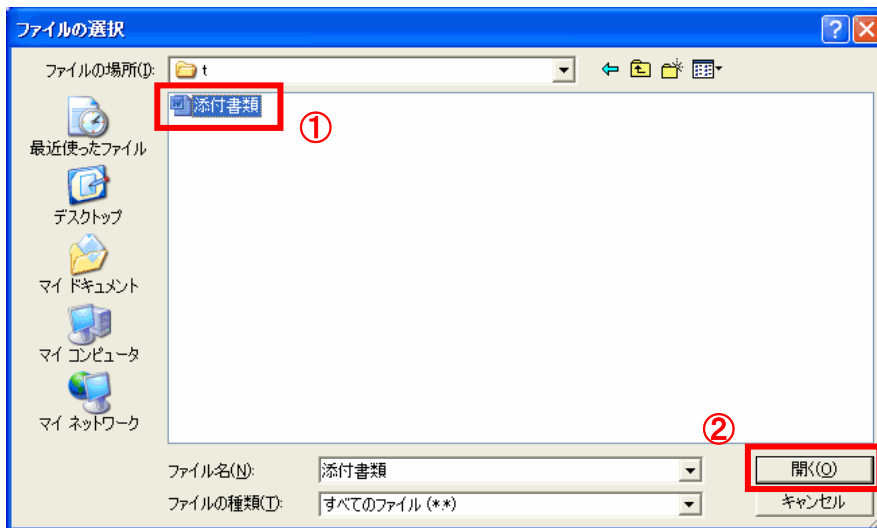 ファイルの選択
ファイルの場所(I): t
添付書類
①
最近使ったファイル
デスクトップ
マイ ドキュメント
マイ コンピュータ
マイ ネットワーク
②
ファイル名(N): 添付書類 開く(O)
ファイルの種類(T): すべてのファイル (**) キャンセル